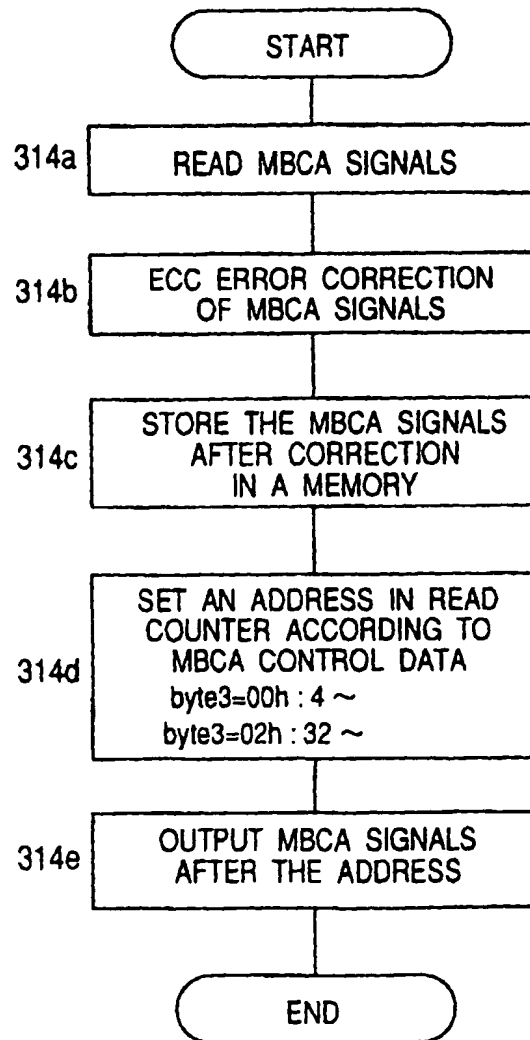 START
314a
READ MBCA SIGNALS
314b
ECC ERROR CORRECTION
OF MBCA SIGNALS
314c
STORE THE MBCA SIGNALS
AFTER CORRECTION
IN A MEMORY
314d
SET AN ADDRESS IN READ
COUNTER ACCORDING TO
MBCA CONTROL DATA
byte3=00h : 4 ~
byte3=02h : 32 ~
314e
OUTPUT MBCA SIGNALS
AFTER THE ADDRESS
END